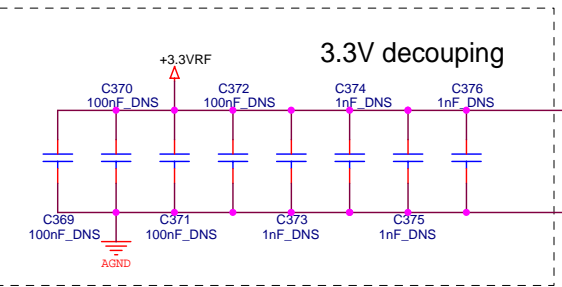 3.3V decouping
+3.3VRF
C370
100nF_DNS
C372
100nF_DNS
C374
1nF_DNS
C376
1nF_DNS
C369
100nF_DNS
C371
100nF_DNS
C373
1nF_DNS
C375
1nF_DNS
AGND